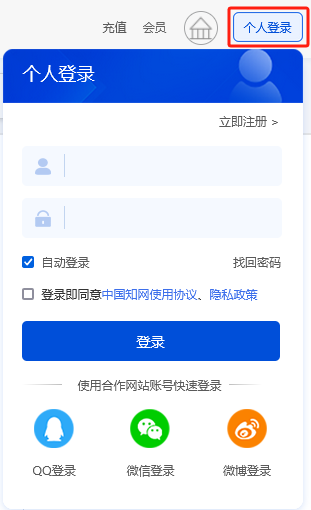 充值 会员 个人登录
个人登录
立即注册 >
自动登录 找回密码
登录即同意中国知网使用协议、隐私政策
登录
使用合作网站账号快速登录
QQ登录 微信登录 微博登录